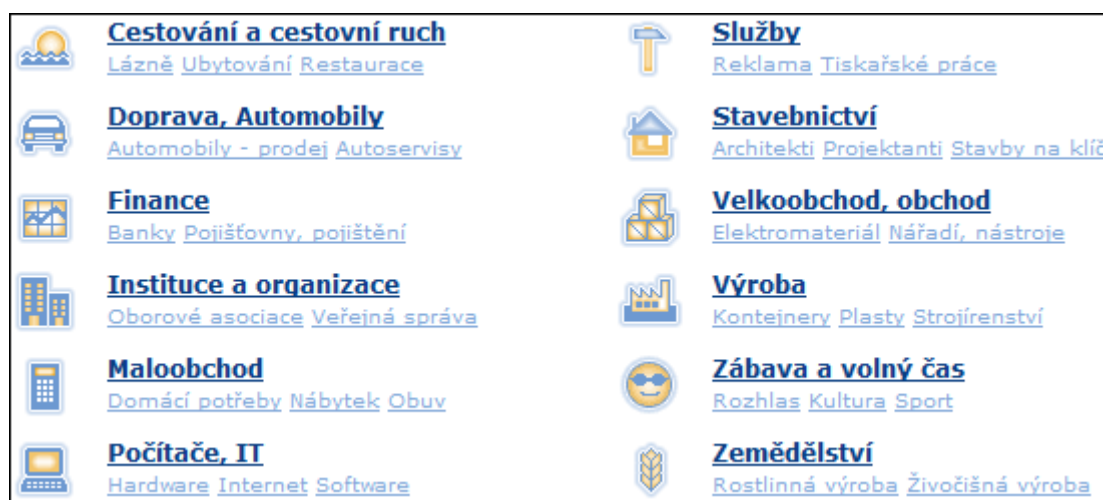 Cestování a cestovní ruch
Lázně Ubytování Restaurace
Doprava, Automobily
Automobily - prodej Autoservisy
Finance
Banky Pojišťovny, pojištění
Instituce a organizace
Oborové asociace Veřejná správa
Maloobchod
Domácí potřeby Nábytek Obuv
Počítače, IT
Hardware Internet Software
Služby
Reklama Tiskařské práce
Stavebnictví
Architekti Projektanti Stavby na klíč
Velkoobchod, obchod
Elektromateriál Nářadí, nástroje
Výroba
Kontejnery Plasty Strojírenství
Zábava a volný čas
Rozhlas Kultura Sport
Zemědělství
Rostlinná výroba Živočišná výroba